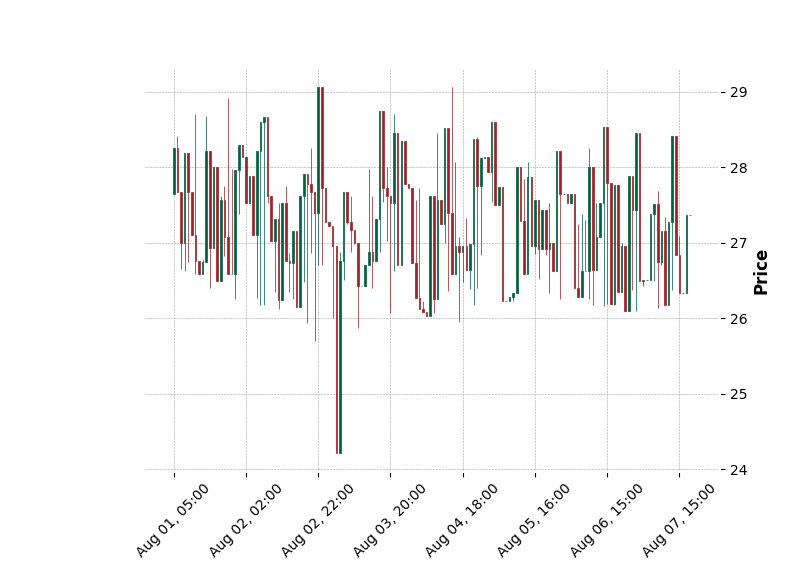 29
28
27
26
25
24
Price
Aug 01, 05:00
Aug 02, 02:00
Aug 02, 22:00
Aug 03, 20:00
Aug 04, 18:00
Aug 05, 16:00
Aug 06, 15:00
Aug 07, 15:00